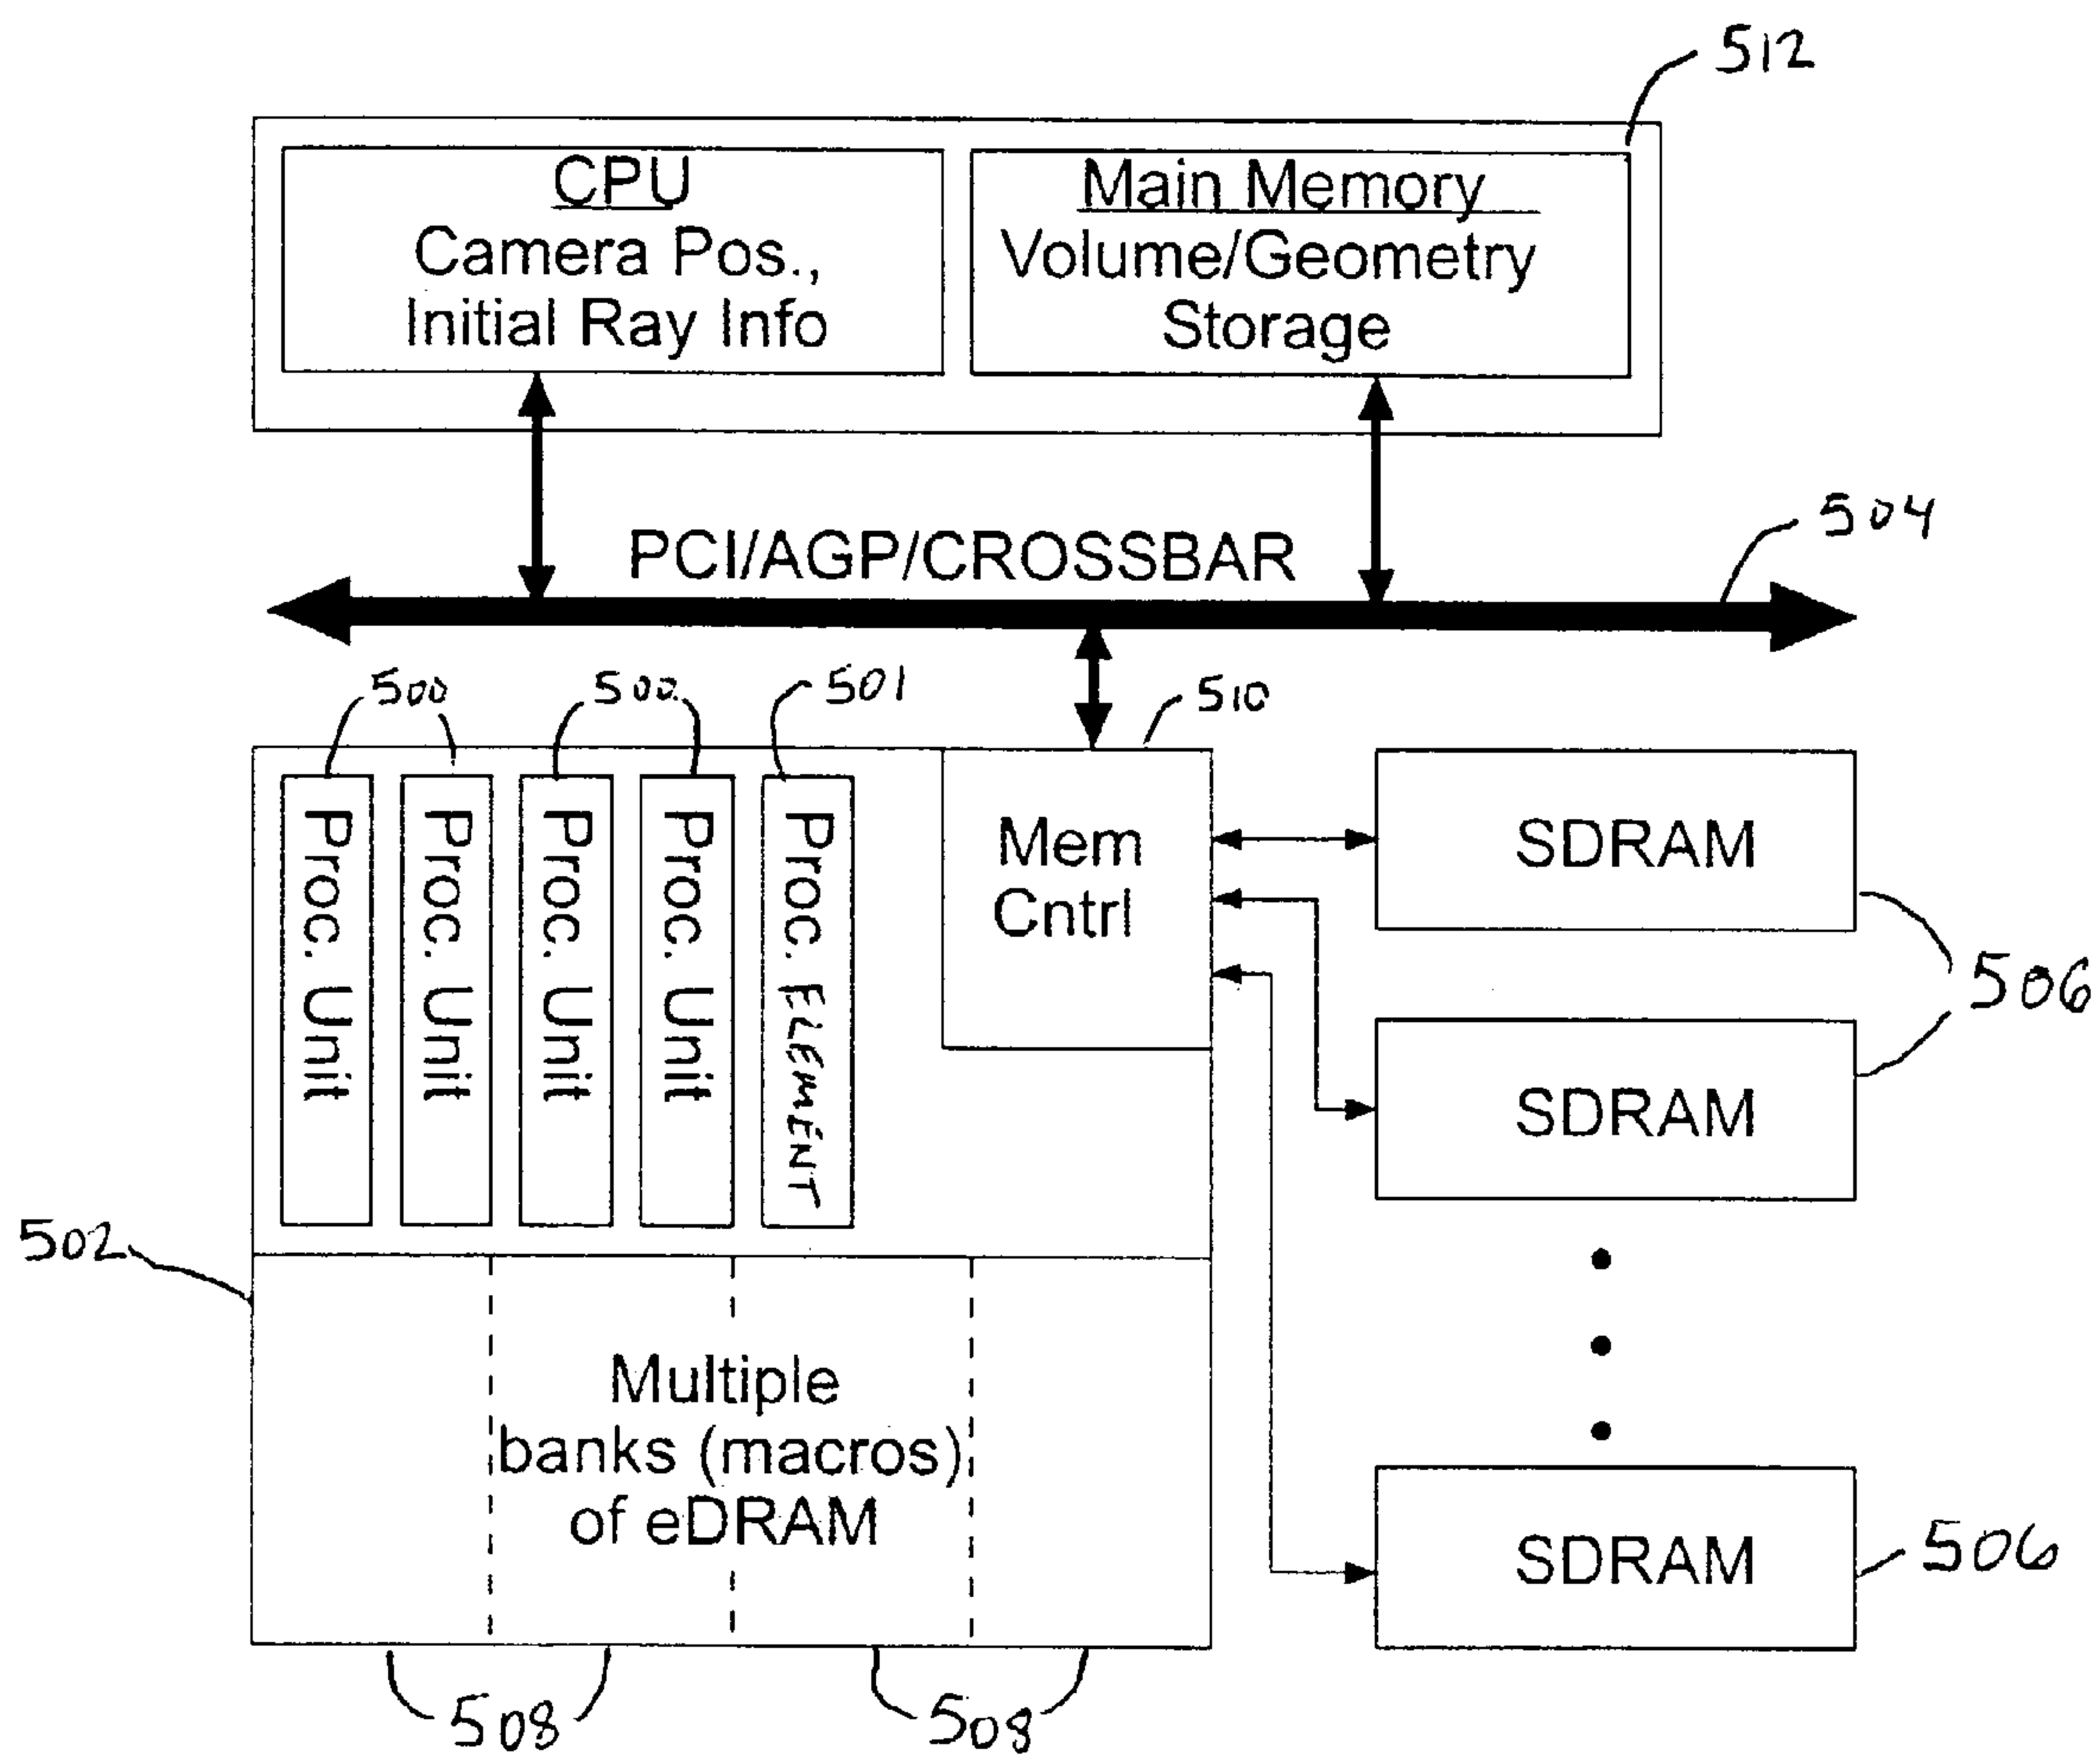 512
CPU
Camera Pos.,
Initial Ray Info
Main Memory
Volume/Geometry
Storage
PCI/AGP/CROSSBAR
504
500
500
501
510
Proc. Unit
Proc. Unit
Proc. Unit
Proc. Unit
Proc. ELEMENT
Mem
Cntrl
SDRAM
506
SDRAM
502
Multiple
banks (macros)
of eDRAM
SDRAM
506
508
508